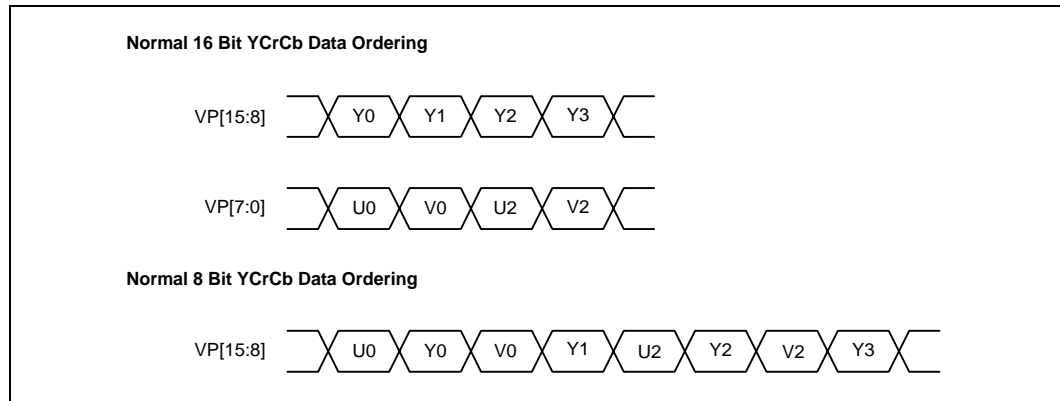 Normal 16 Bit YCrCb Data Ordering
VP[15:8] Y0 Y1 Y2 Y3
VP[7:0] U0 V0 U2 V2
Normal 8 Bit YCrCb Data Ordering
VP[15:8] U0 Y0 V0 Y1 U2 Y2 V2 Y3